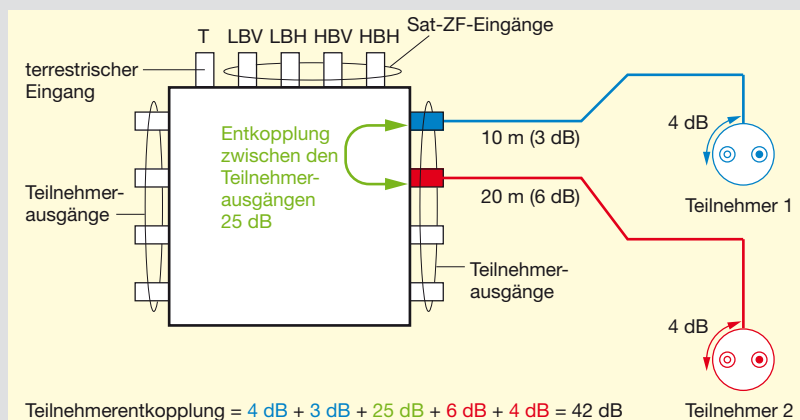 T LBV LBH HBV HBH
Sat-ZF-Eingänge
terrestrischer
Eingang
Entkopplung
zwischen den
Teilnehmer-
ausgängen
25 dB
10 m (3 dB)
4 dB
Teilnehmer 1
Teilnehmer-
ausgänge
20 m (6 dB)
Teilnehmer-
ausgänge
4 dB
Teilnehmer 2
Teilnehmerentkopplung = 4 dB + 3 dB + 25 dB + 6 dB + 4 dB = 42 dB